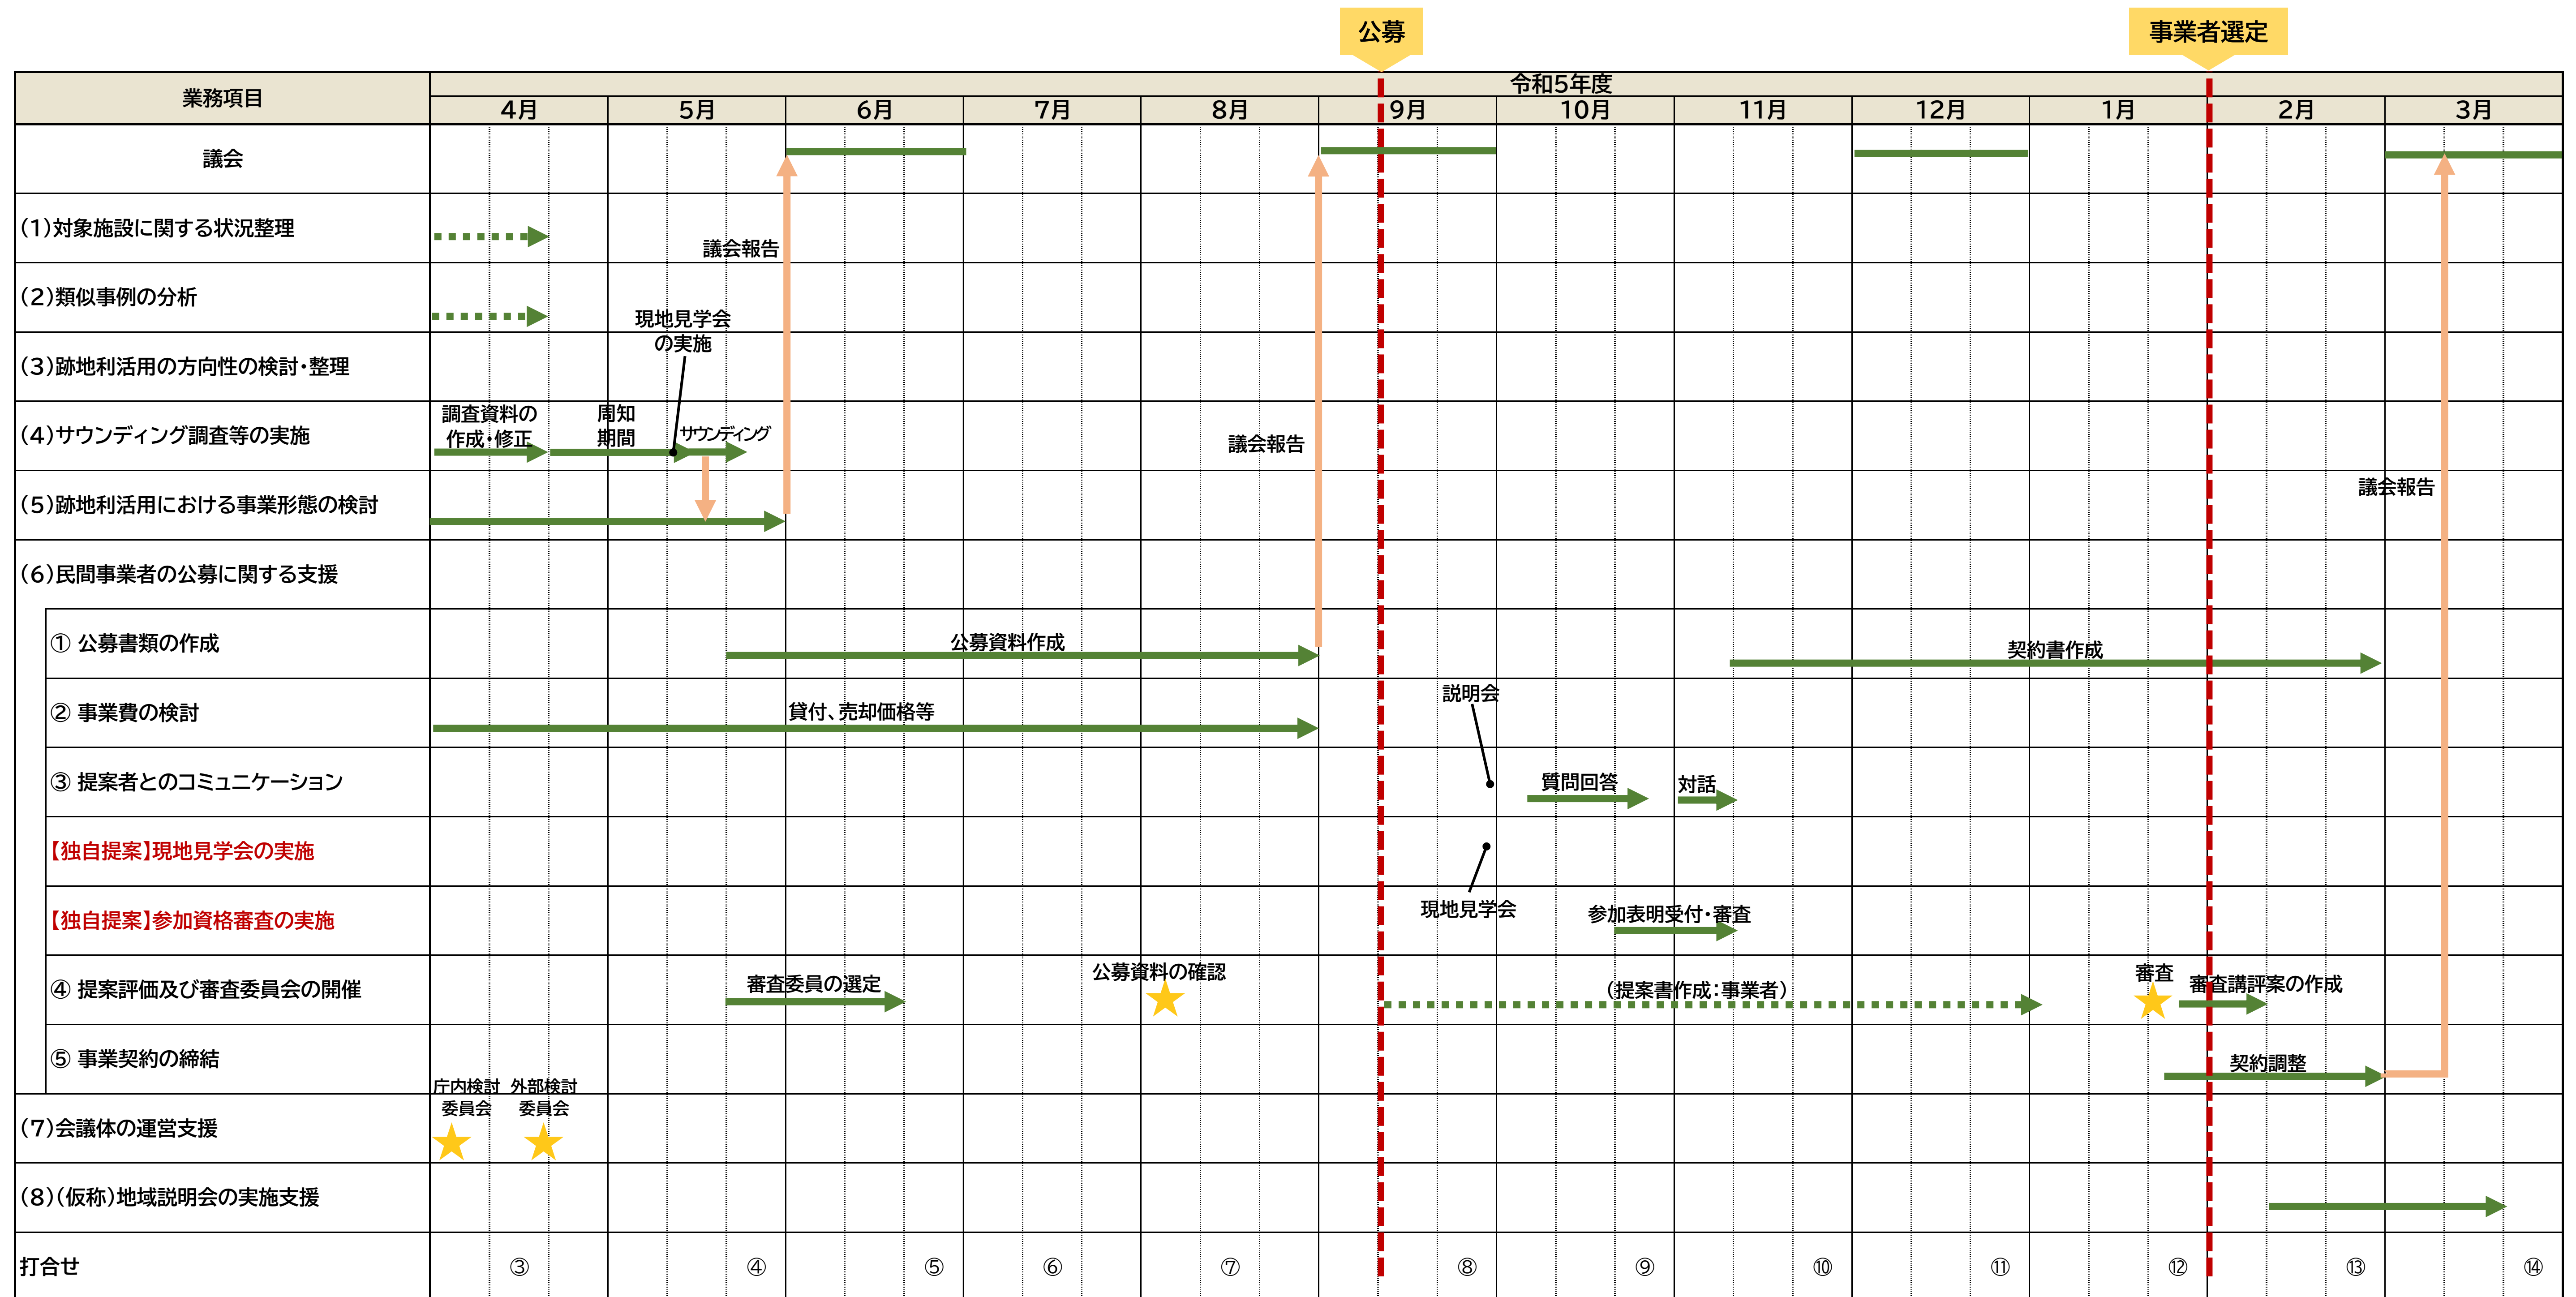 公募
事業者選定
業務項目
令和5年度
4月
5月
6月
7月
8月
9月
10月
11月
12月
1月
2月
3月
議会
(1)対象施設に関する状況整理
議会報告
(2)類似事例の分析
現地見学会
の実施
(3)跡地利活用の方向性の検討・整理
(4)サウンディング調査等の実施
調査資料の
作成・修正
周知
期間
サウンディング
議会報告
議会報告
(5)跡地利活用における事業形態の検討
(6)民間事業者の公募に関する支援
① 公募書類の作成
公募資料作成
契約書作成
② 事業費の検討
貸付、売却価格等
説明会
③ 提案者とのコミュニケーション
質問回答
対話
【独自提案】現地見学会の実施
現地見学会
【独自提案】参加資格審査の実施
参加表明受付・審査
④ 提案評価及び審査委員会の開催
審査委員の選定
公募資料の確認
(提案書作成：事業者)
審査
審査講評案の作成
⑤ 事業契約の締結
契約調整
(7)会議体の運営支援
庁内検討
委員会
外部検討
委員会
(8)(仮称)地域説明会の実施支援
打合せ
③
④
⑤
⑥
⑦
⑧
⑨
⑩
⑪
⑫
⑬
⑭